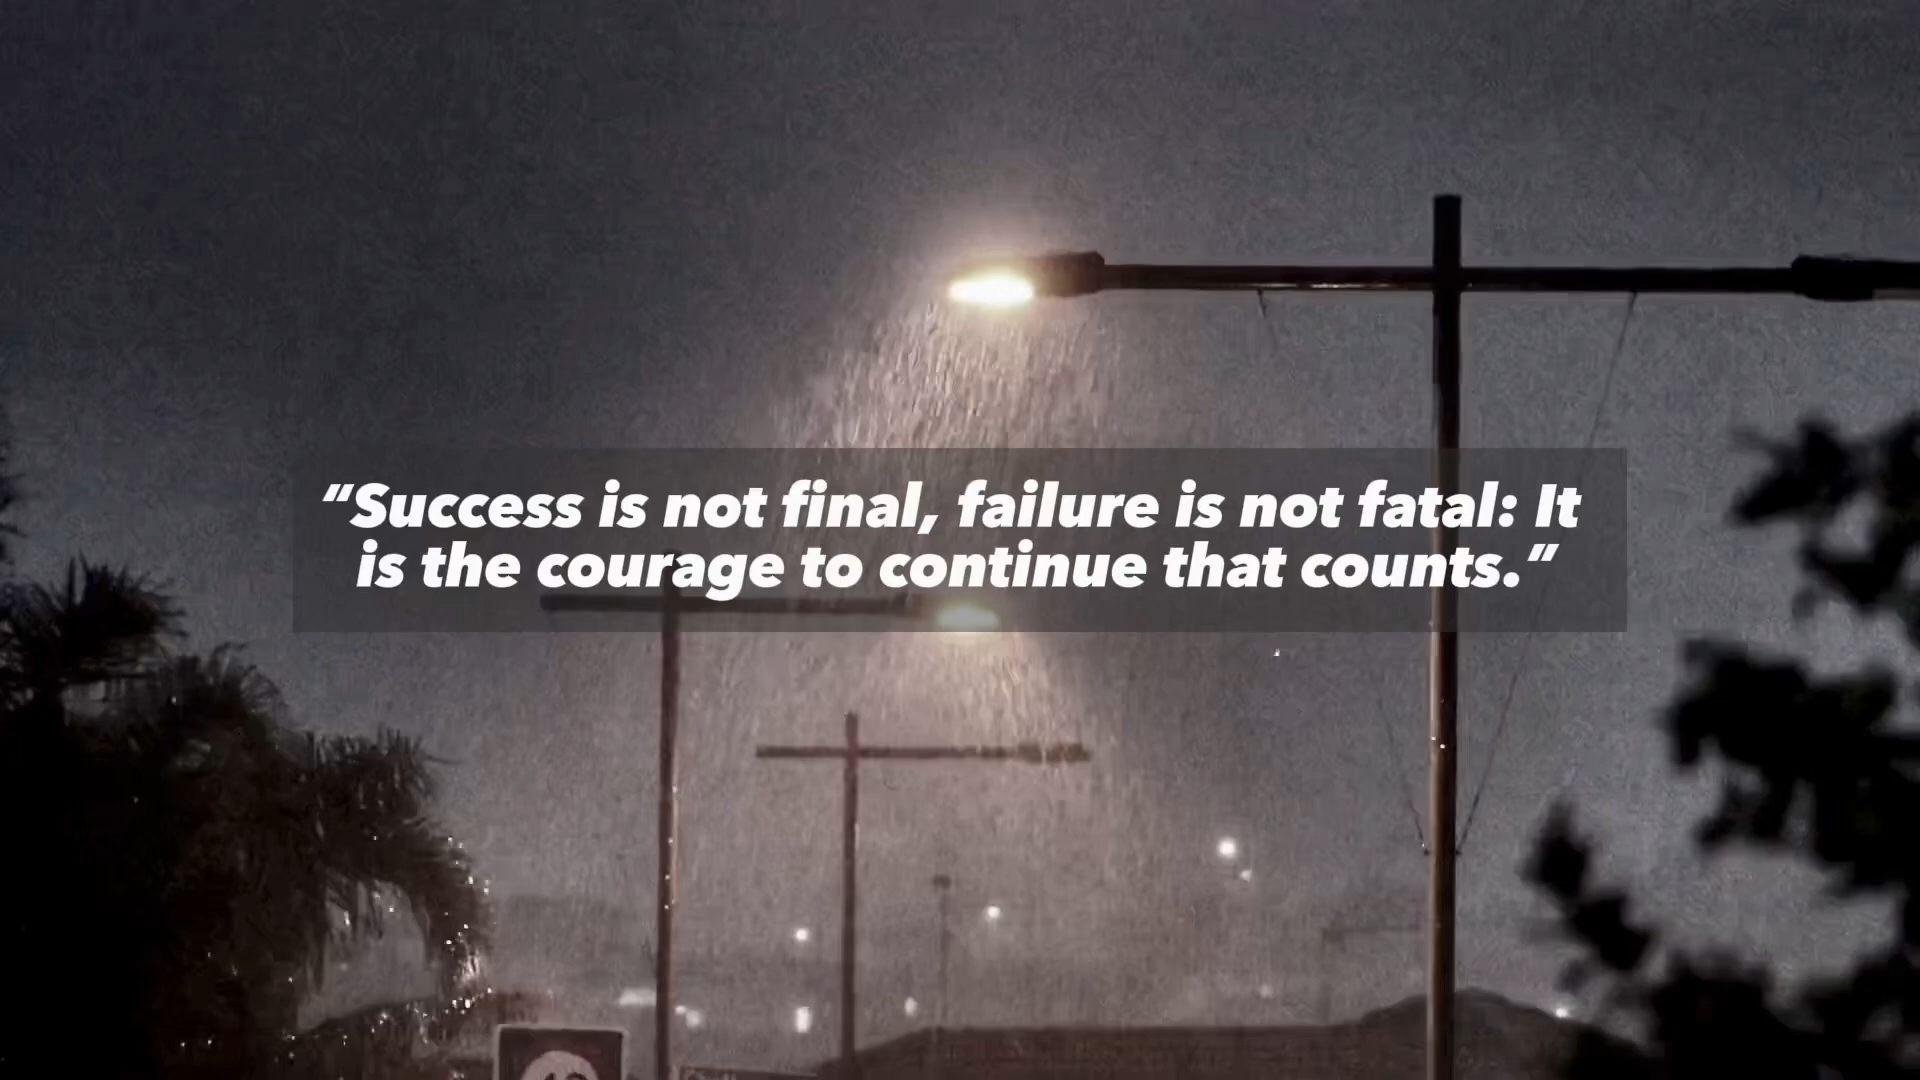 “Success is not final, failure is not fatal: It
is the courage to continue that counts.”